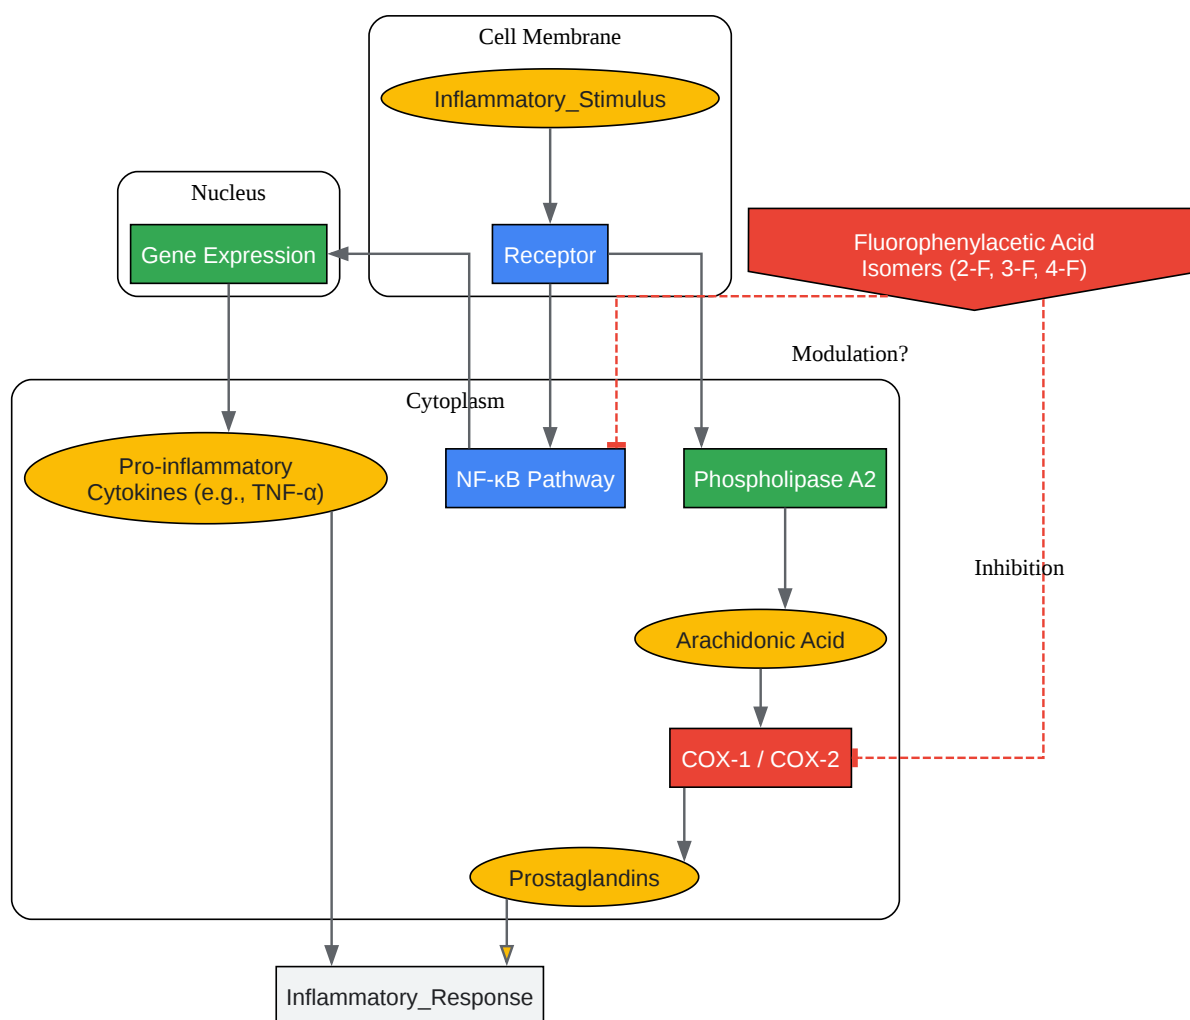 Cell Membrane
Inflammatory_Stimulus
Nucleus
Gene Expression
Receptor
Fluorophenylacetic Acid
Isomers (2-F, 3-F, 4-F)
Modulation?
Cytoplasm
Pro-inflammatory
Cytokines (e.g., TNF-α)
NF-κB Pathway
Phospholipase A2
Inhibition
Arachidonic Acid
COX-1 / COX-2
Prostaglandins
Inflammatory_Response